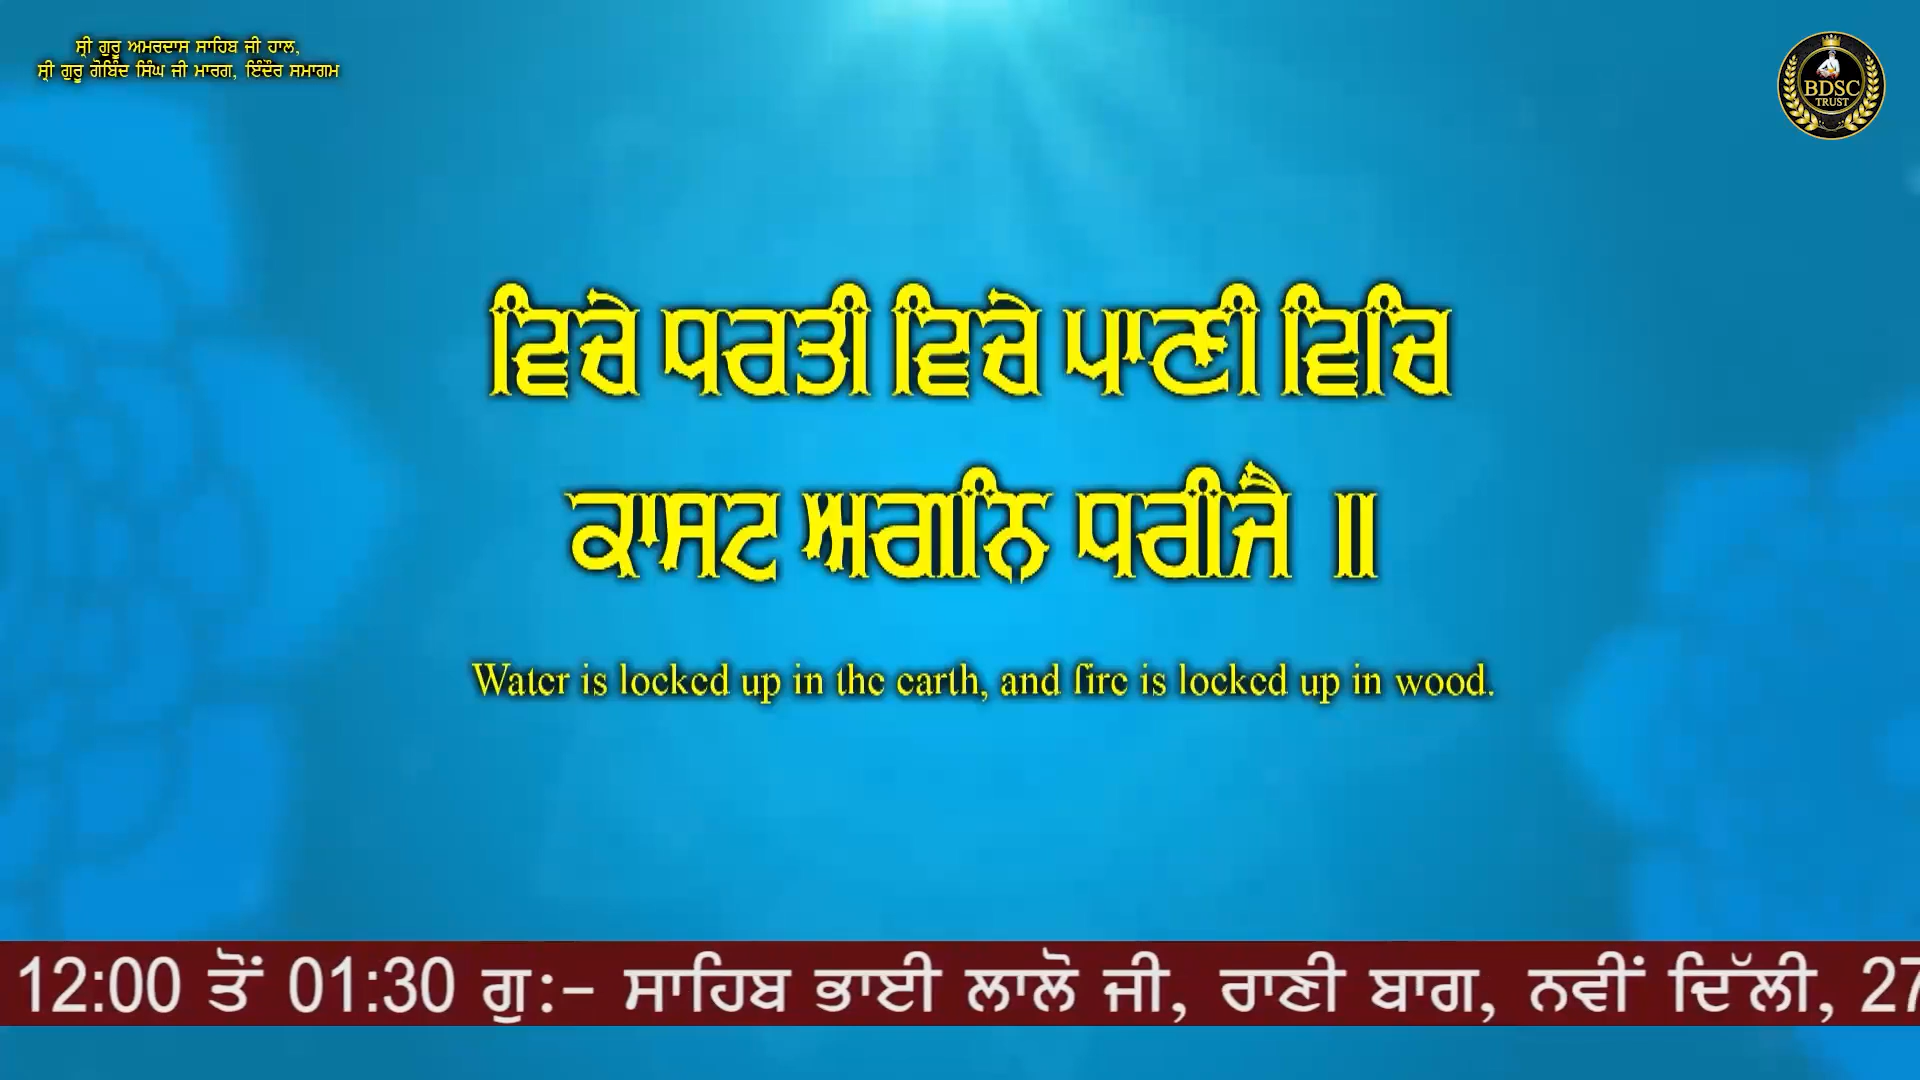 ਸ੍ਰੀ ਗੁਰੂ ਅਮਰਦਾਸ ਸਾਹਿਬ ਜੀ ਹਾਲ,
ਸ੍ਰੀ ਗੁਰੂ ਗੋਬਿੰਦ ਸਿੰਘ ਜੀ ਮਾਰਗ, ਇੰਦੌਰ ਸਮਾਗਮ
BDSC
TRUST
ਵਿਚੇ ਧਰਤੀ ਵਿਚੇ ਪਾਣੀ ਵਿਚਿ
ਕਾਸਟ ਅਗਨਿ ਧਰੀਜੈ ॥
Water is locked up in the earth, and fire is locked up in wood.
12:00 ਤੋਂ 01:30 ਗੁ:- ਸਾਹਿਬ ਭਾਈ ਲਾਲੋ ਜੀ, ਰਾਣੀ ਬਾਗ, ਨਵੀਂ ਦਿੱਲੀ, 27